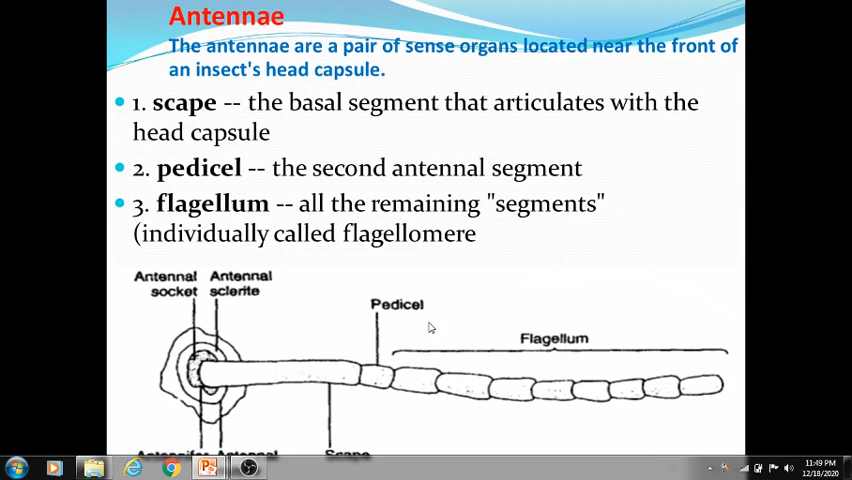 Antennae
The antennae are a pair of sense organs located near the front of
an insect's head capsule.
1. scape -- the basal segment that articulates with the
head capsule
2. pedicel -- the second antennal segment
3. flagellum -- all the remaining "segments"
(individually called flagellomere
Antennal Antennal
socket sclerite
Pedicel
Flagellum
Scape
11:49 PM
12/18/2020